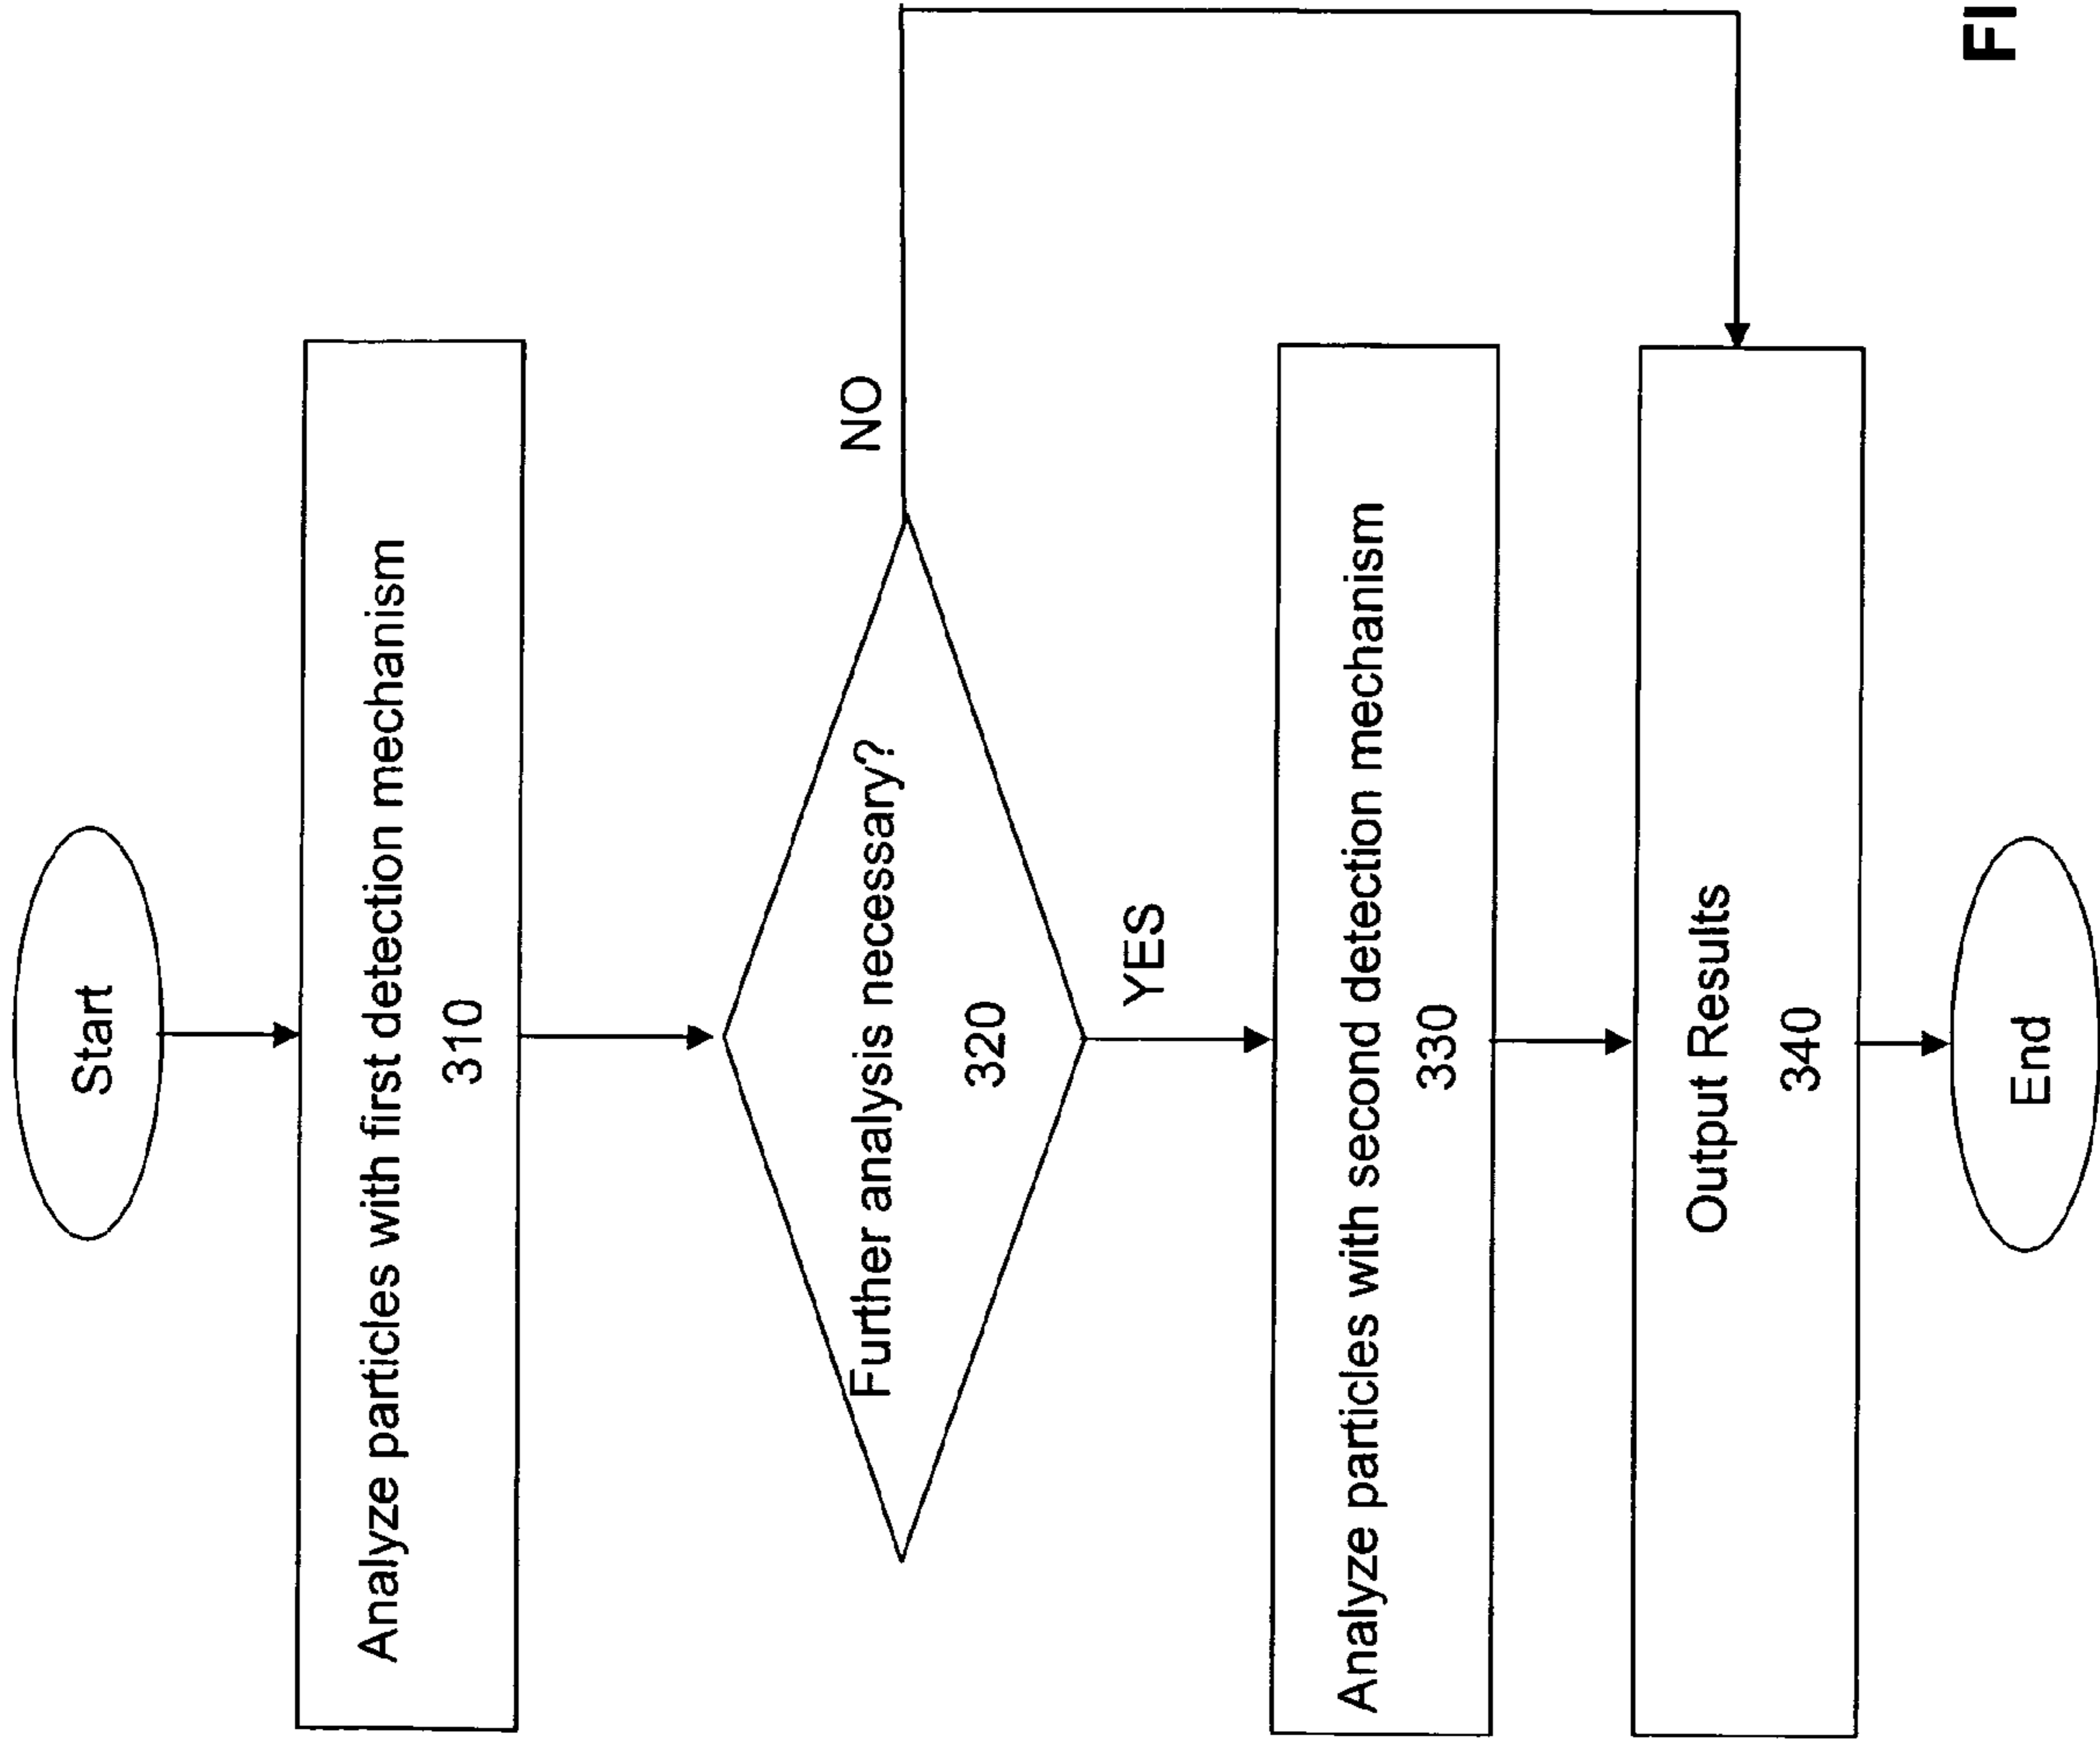 Start
Analyze particles with first detection mechanism
310
Further analysis necessary?
320
NO
YES
Analyze particles with second detection mechanism
330
Output Results
340
End
FI